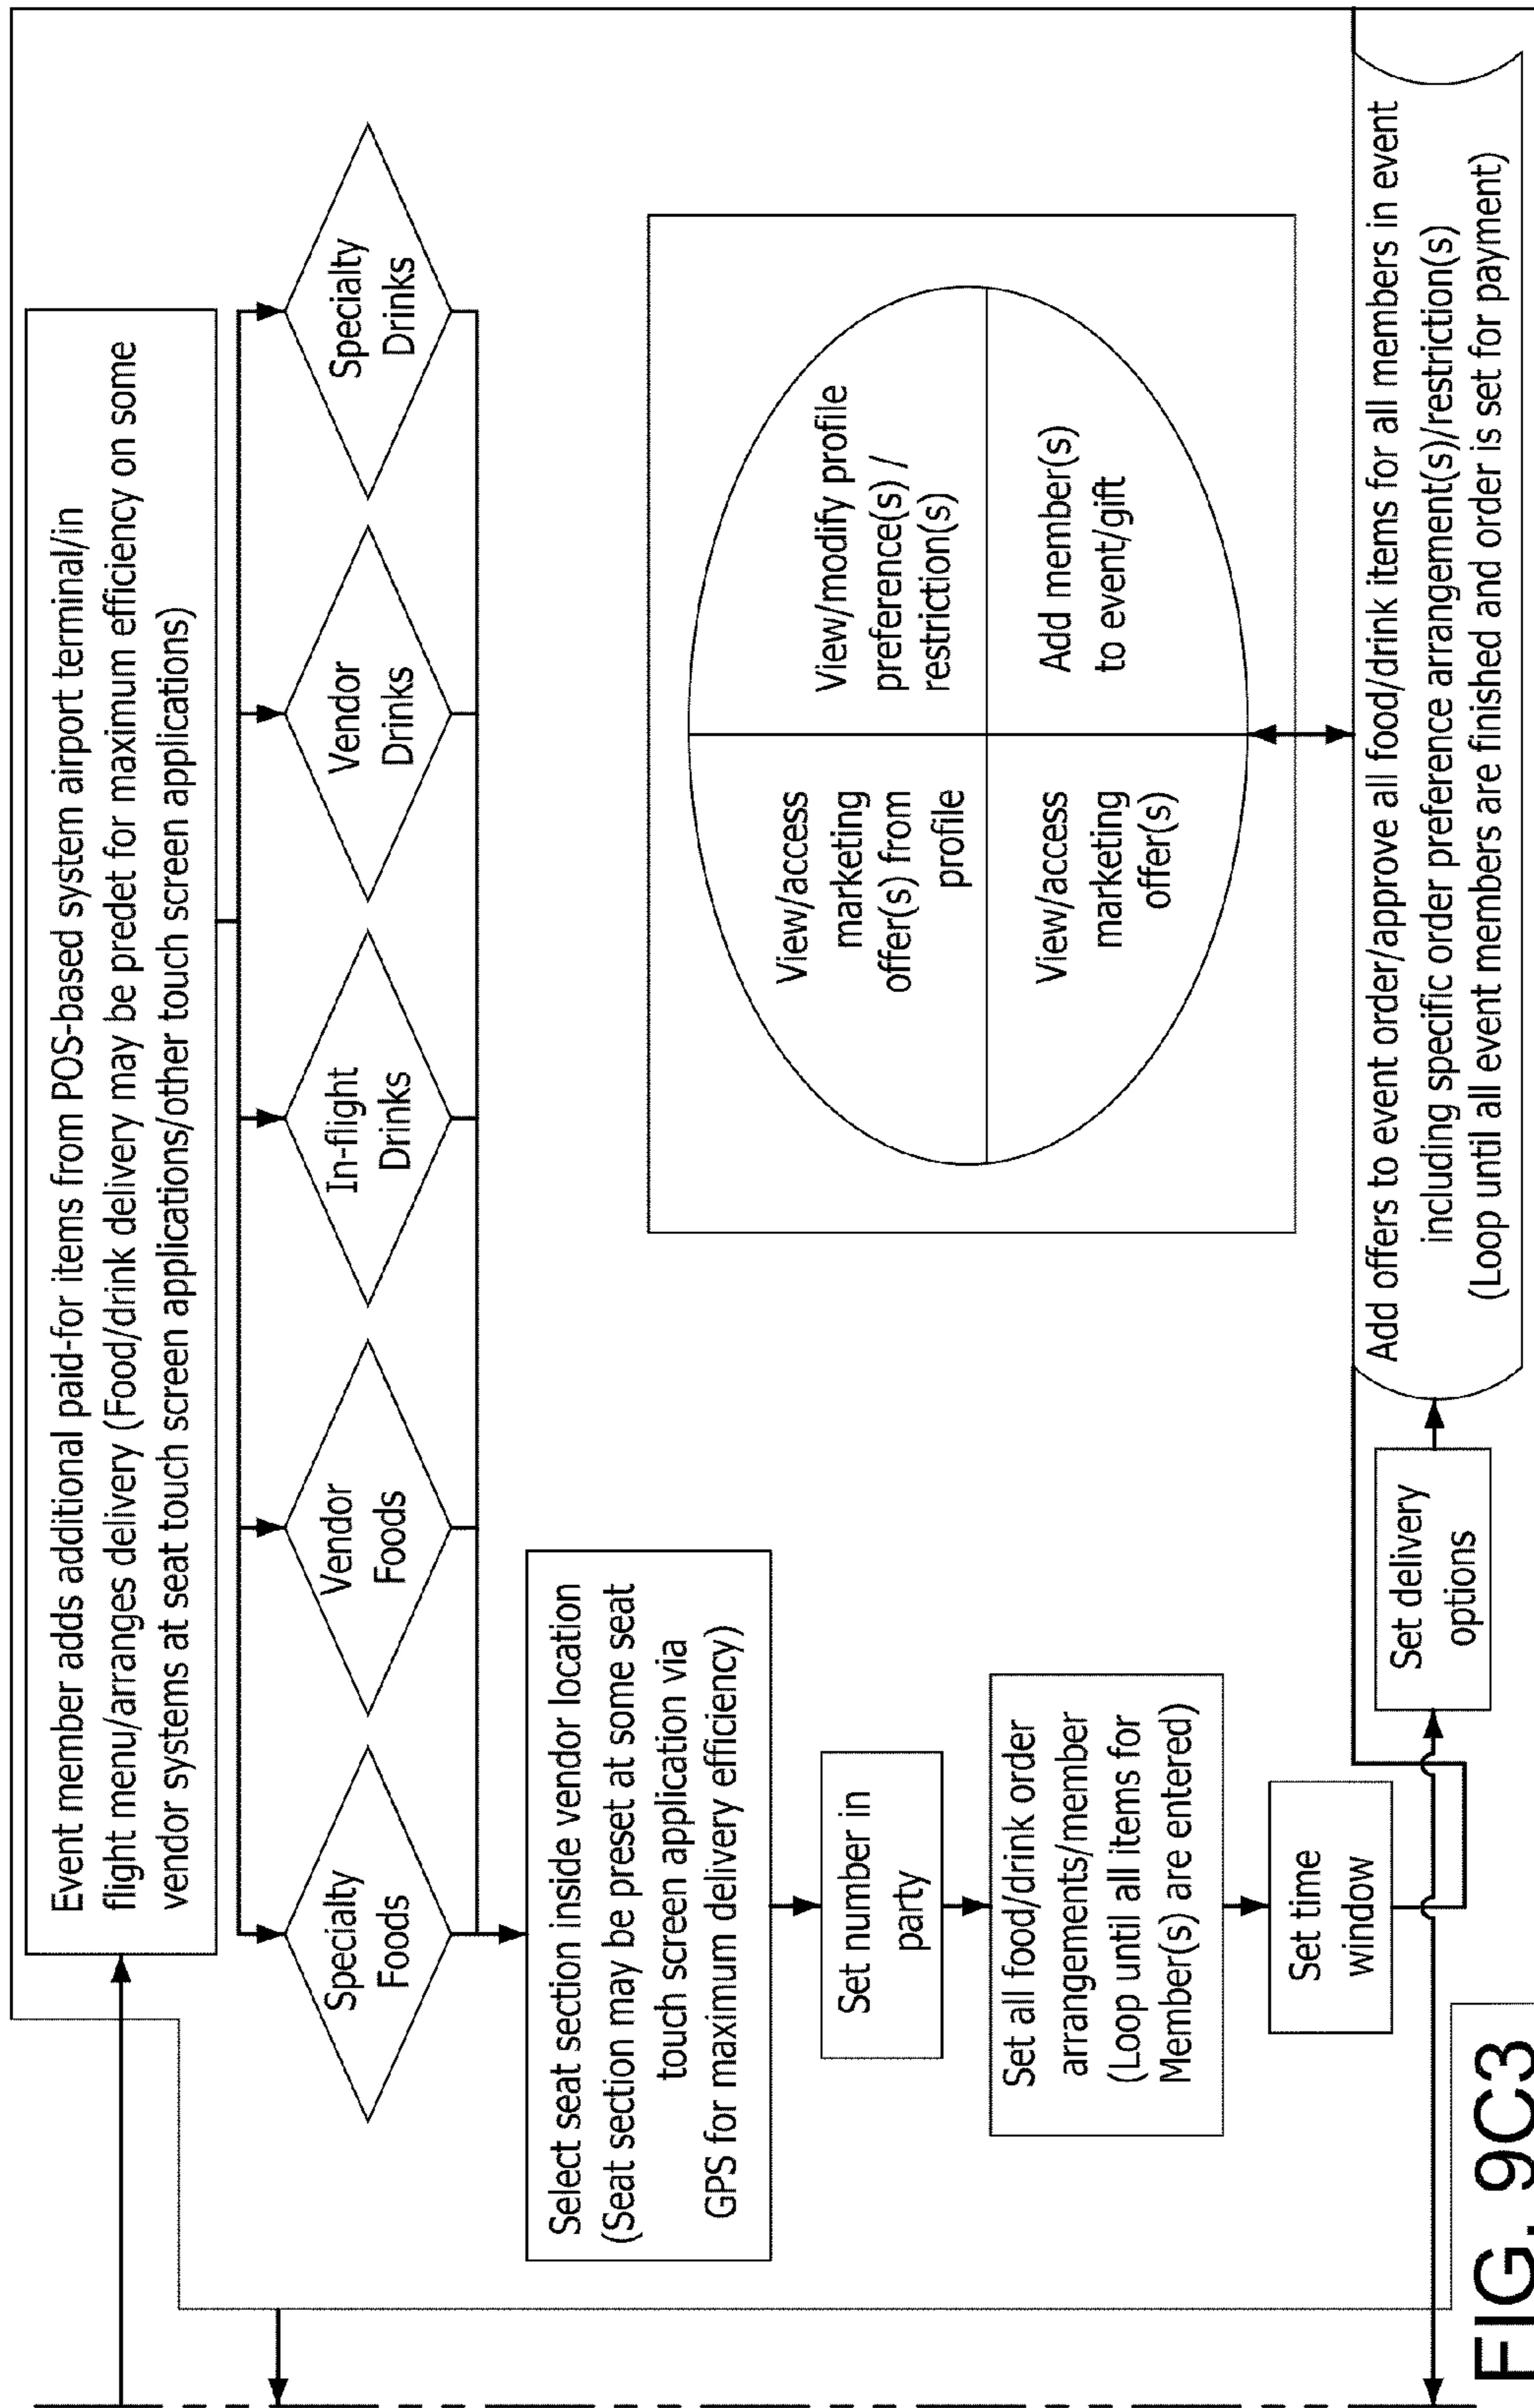 Event member adds additional paid-for items from POS-based system airport terminal/in
flight menu/arranges delivery (Food/drink delivery may be predet for maximum efficiency on some
vendor systems at seat touch screen applications/other touch screen applications)
Specialty
Foods
Vendor
Foods
In-flight
Drinks
Vendor
Drinks
Specialty
Drinks
Select seat section inside vendor location
(Seat section may be preset at some seat
touch screen application via
GPS for maximum delivery efficiency)
Set number in
party
Set all food/drink order
arrangements/member
(Loop until all items for
Member(s) are entered)
Set time
window
View/access
marketing
offer(s) from
profile
View/modify profile
preference(s) /
restriction(s)
View/access
marketing
offer(s)
Add member(s)
to event/gift
Set delivery
options
Add offers to event order/approve all food/drink items for all members in event
including specific order preference arrangement(s)/restriction(s)
(Loop until all event members are finished and order is set for payment)
FIG. 9C3